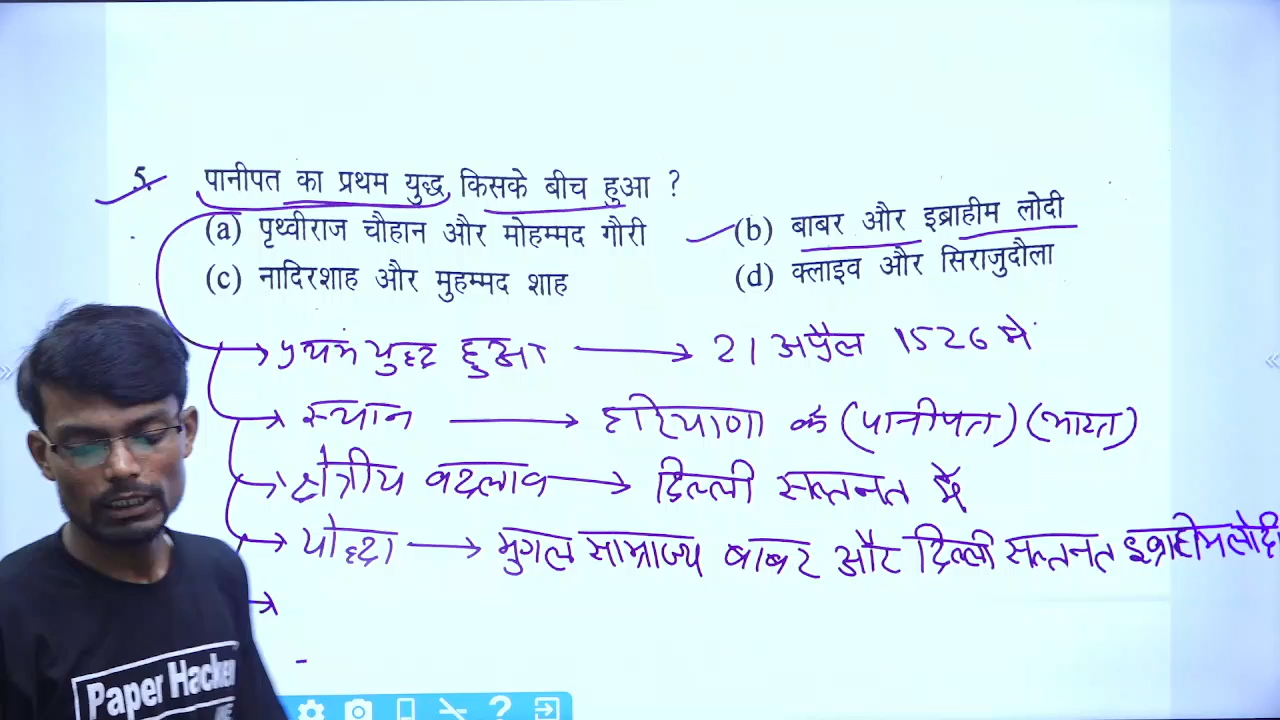 5. पानीपत का प्रथम युद्ध, किसके बीच हुआ ?
(a) पृथ्वीराज चौहान और मोहम्मद गौरी (b) बाबर और इब्राहीम लोदी
(c) नादिरशाह और मुहम्मद शाह (d) क्लाइव और सिराजुदौला
प्रथम युद्ध हुआ → 21 अप्रैल 1526 में
→ स्थान → हरियाणा के (पानीपत) (भारत)
→ क्षेत्रीय बदलाव → दिल्ली सल्तनत में
→ योद्धा → मुगल साम्राज्य बाबर और दिल्ली सल्तनत इब्राहीम लोदी
→
Paper Hacker